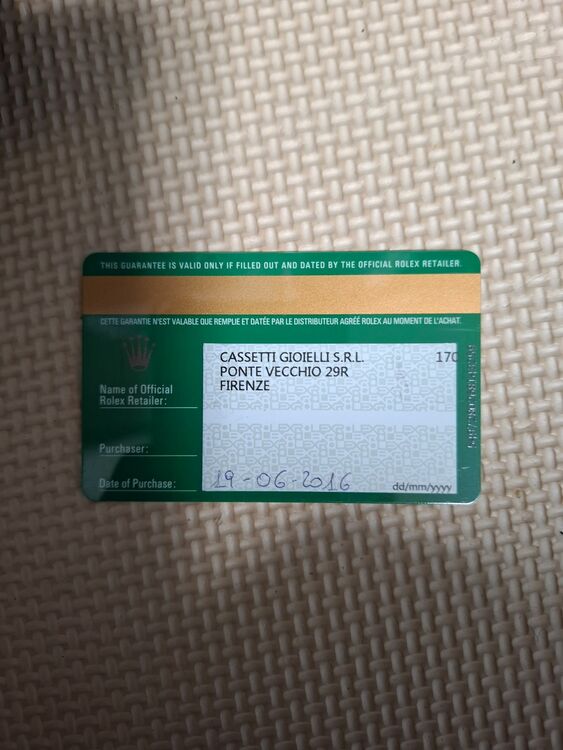 THIS GUARANTEE IS VALID ONLY IF FILLED OUT AND DATED BY THE OFFICIAL ROLEX RETAILER.
CETTE GARANTIE N'EST VALABLE QUE REMPLIE ET DATÉE PAR LE DISTRIBUTEUR AGRÉÉ ROLEX AU MOMENT DE L'ACHAT.
CASSETTI GIOIELLI S.R.L. 170
PONTE VECCHIO 29R
FIRENZE
Name of Official
Rolex Retailer:
Purchaser:
Date of Purchase: 19-06-2016 dd/mm/yyyy